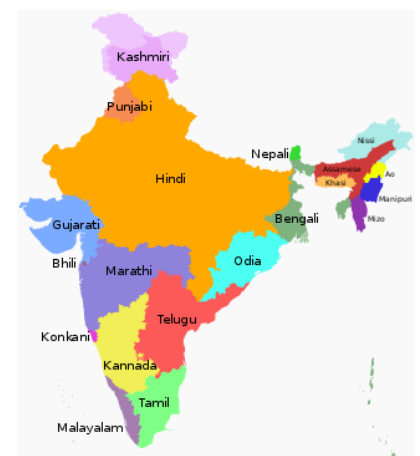 Kashmiri
Punjabi
Nissi
Nepali
Assamese
Ao
Hindi
Khasi
Manipuri
Gujarati
Bengali
Mizo
Bhili
Marathi
Odia
Telugu
Konkani
Kannada
Tamil
Malayalam